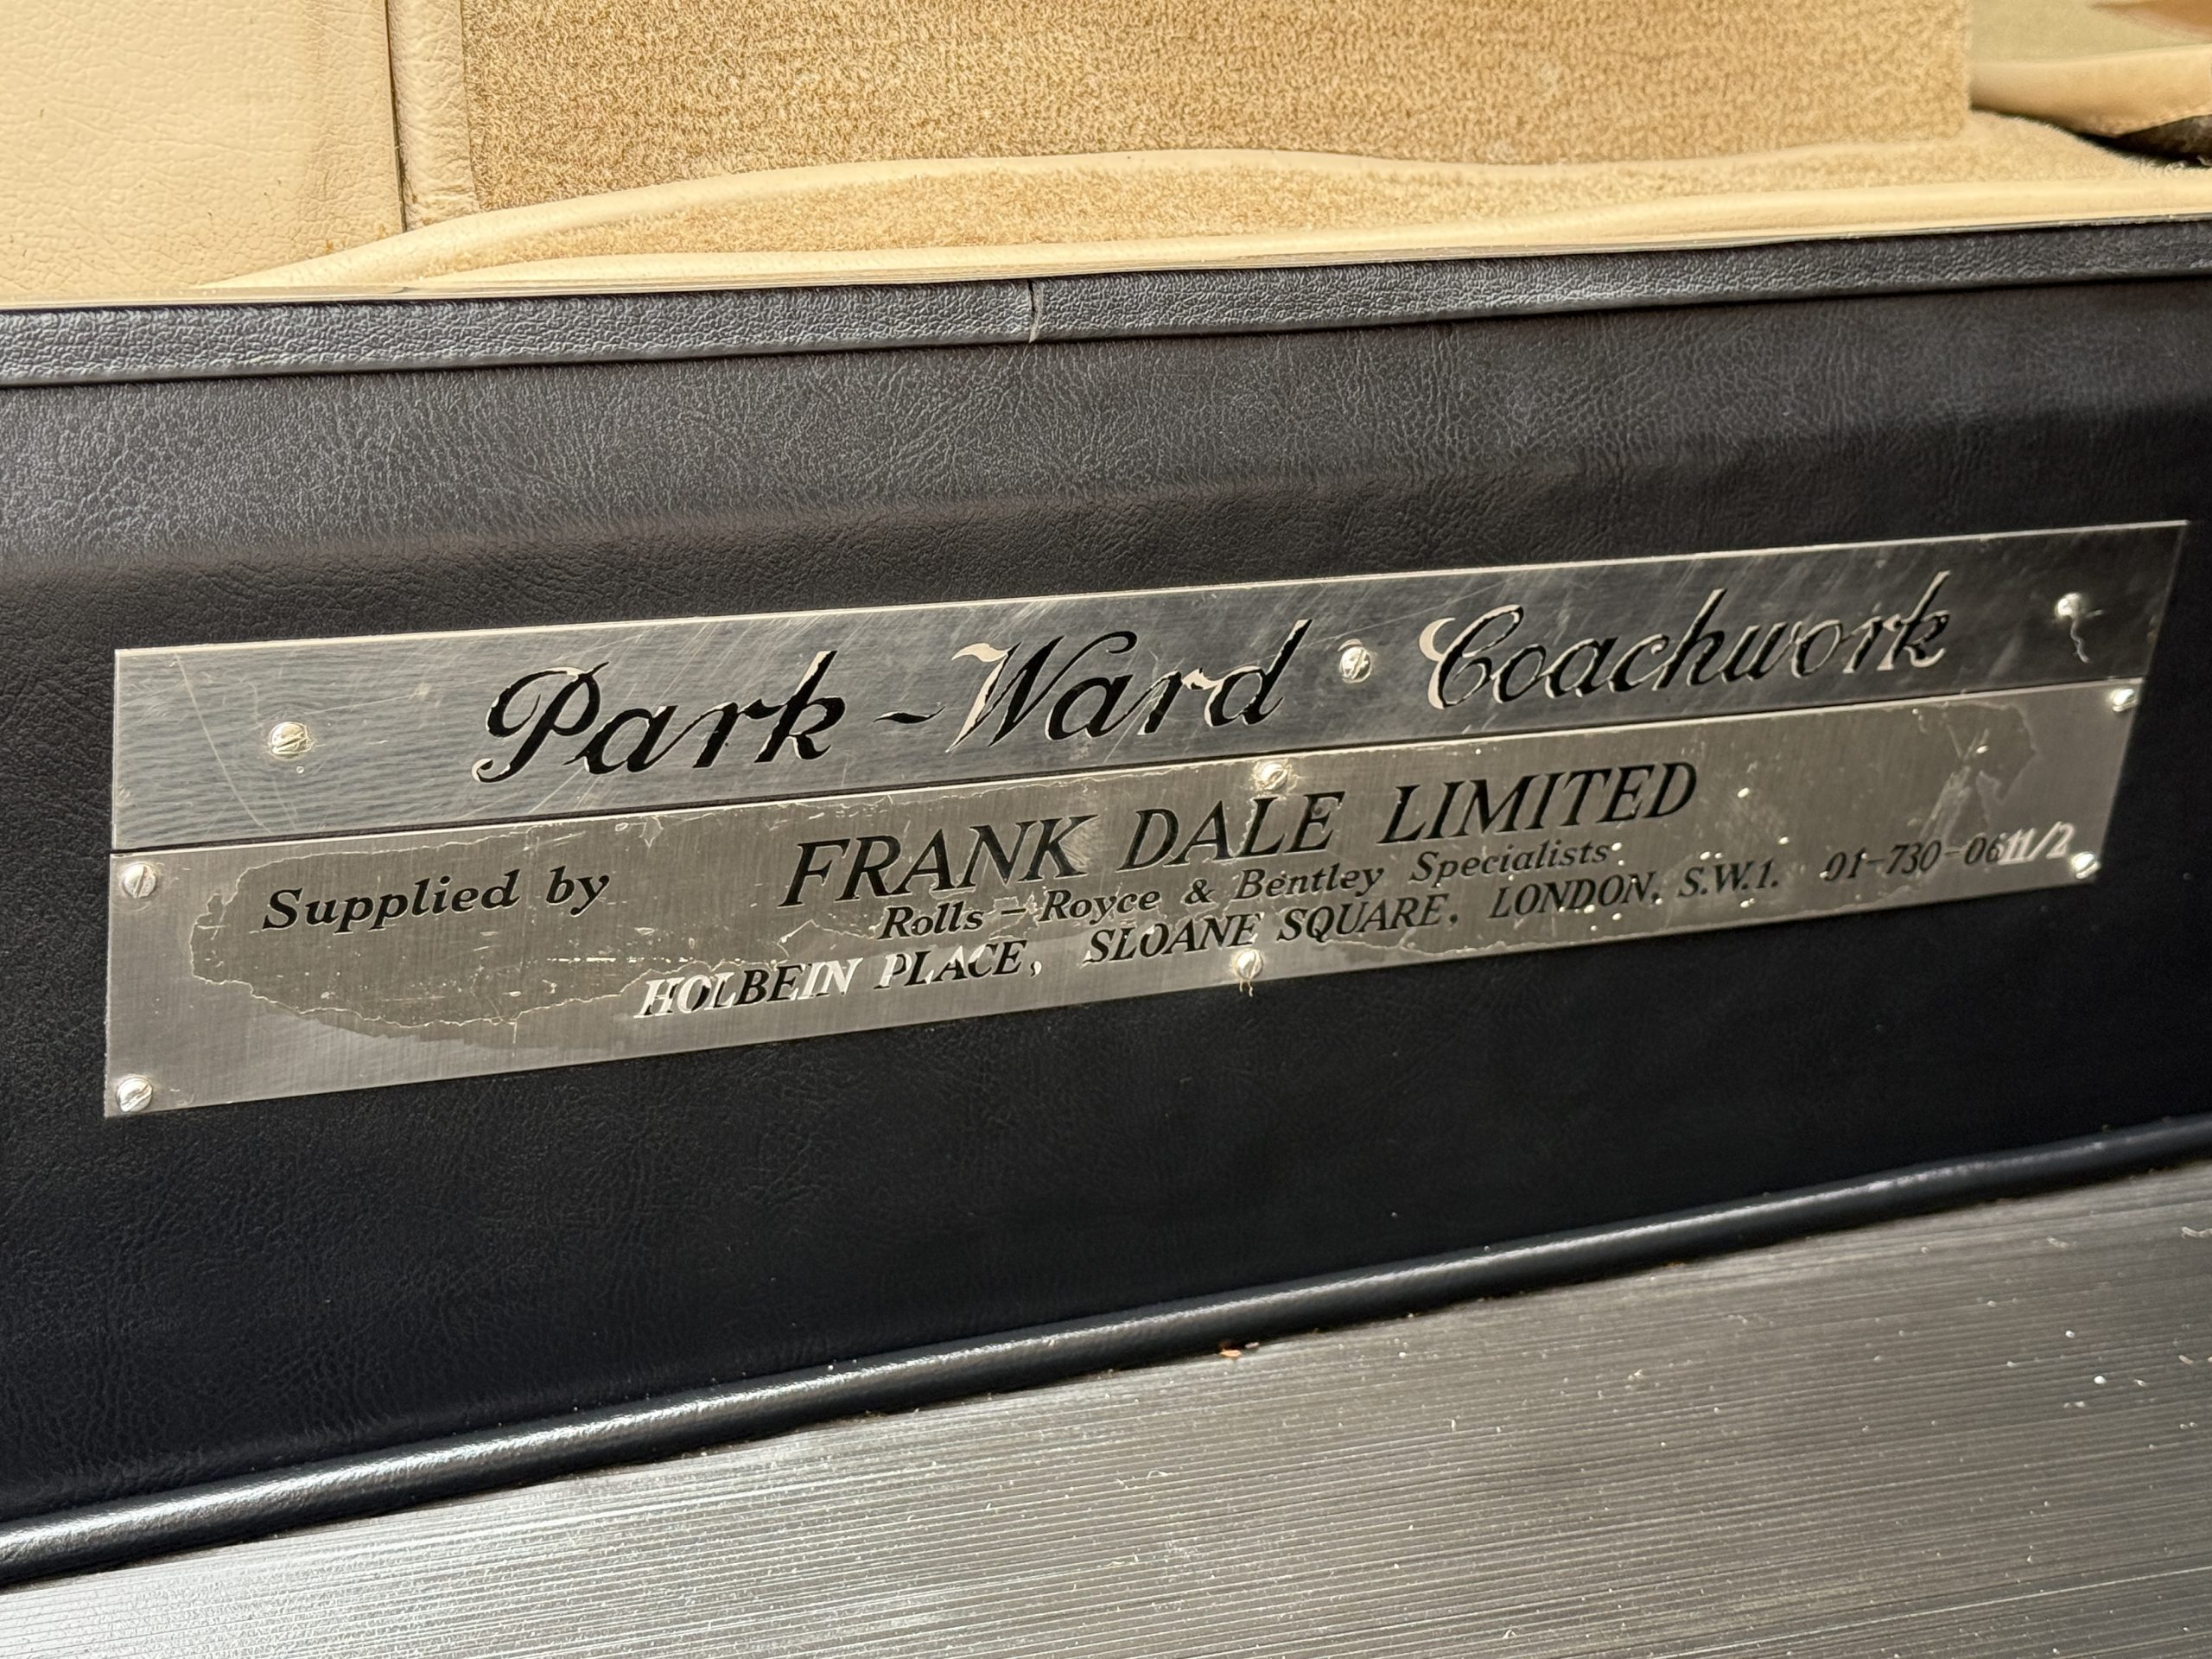 Park-Ward Coachwork
Supplied by FRANK DALE LIMITED
Rolls-Royce & Bentley Specialists
HOLBEIN PLACE, SLOANE SQUARE, LONDON, S.W.1. 01-730-0611/2